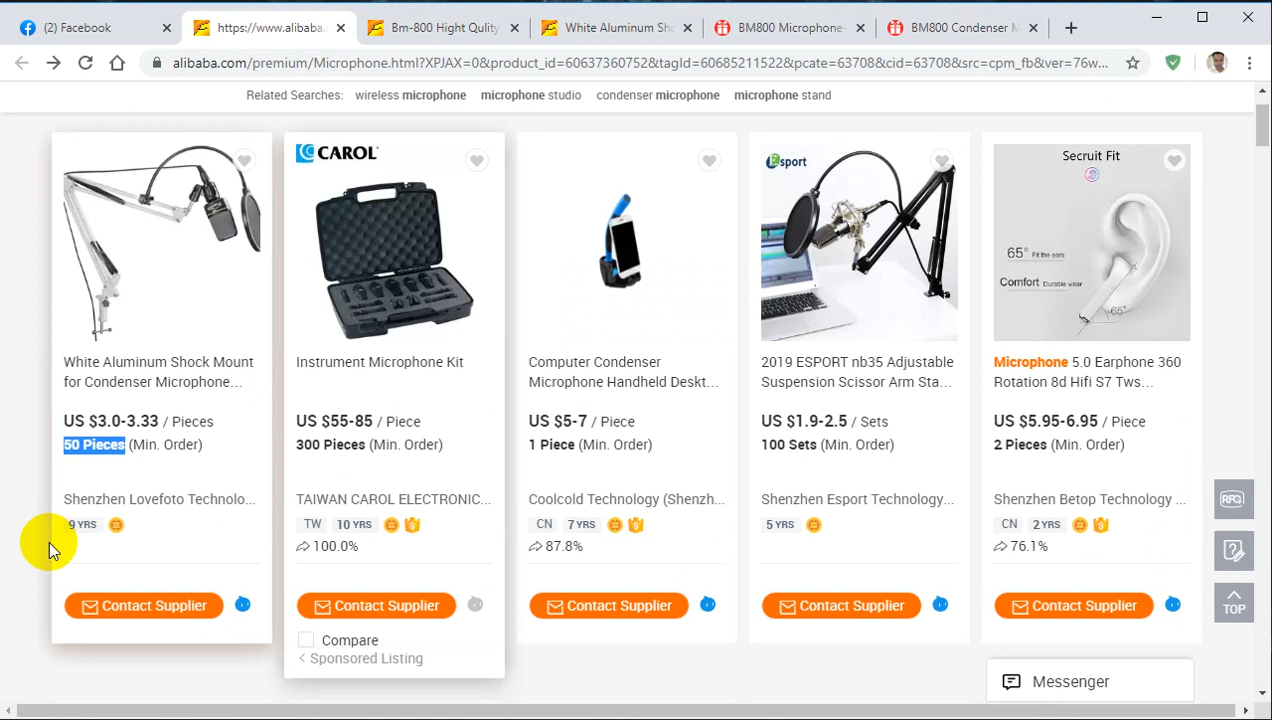 (2) Facebook
https://www.alibaba.
Bm-800 Hight Qulity
White Aluminum Sho
BM800 Microphone-
BM800 Condenser M
alibaba.com/premium/Microphone.html?XPJAX=0&product_id=60637360752&tagId=60685211522&pcate=63708&cid=63708&src=cpm_fb&ver=76w...
Related Searches: wireless microphone microphone studio condenser microphone microphone stand
White Aluminum Shock Mount
for Condenser Microphone...
US $3.0-3.33 / Pieces
50 Pieces (Min. Order)
Shenzhen Lovefoto Technolo...
9 YRS
Contact Supplier
CAROL
Instrument Microphone Kit
US $55-85 / Piece
300 Pieces (Min. Order)
TAIWAN CAROL ELECTRONIC...
TW 10 YRS
100.0%
Contact Supplier
Compare
Sponsored Listing
Computer Condenser
Microphone Handheld Deskt...
US $5-7 / Piece
1 Piece (Min. Order)
Coolcold Technology (Shenzh...
CN 7 YRS
87.8%
Contact Supplier
Esport
2019 ESPORT nb35 Adjustable
Suspension Scissor Arm Sta...
US $1.9-2.5 / Sets
100 Sets (Min. Order)
Shenzhen Esport Technology...
5 YRS
Contact Supplier
Secruit Fit
65° Fit the ears
Comfort Durable wear
65°
Microphone 5.0 Earphone 360
Rotation 8d Hifi S7 Tws...
US $5.95-6.95 / Piece
2 Pieces (Min. Order)
Shenzhen Betop Technology ...
CN 2 YRS
76.1%
Contact Supplier
RFQ
TOP
Messenger